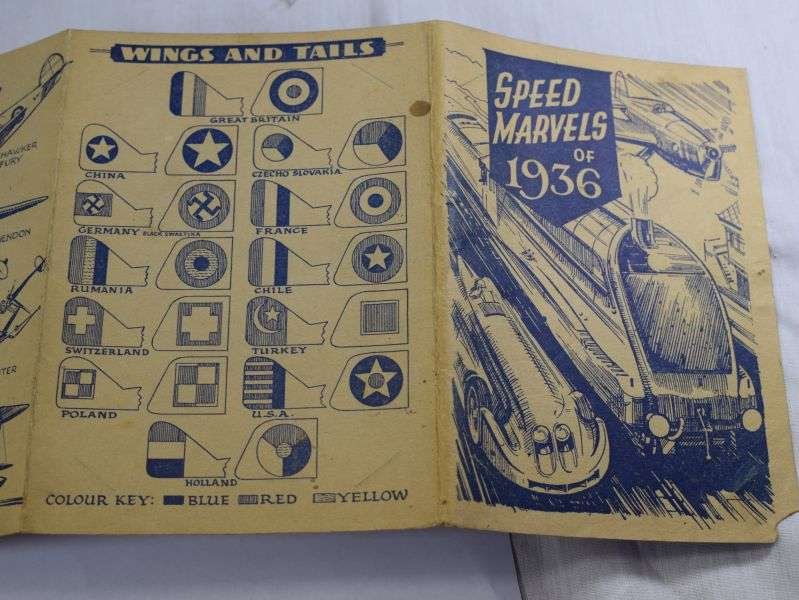 HAWKER
FURY
WINGS AND TAILS
GREAT BRITAIN
CHINA
CZECHO SLOVAKIA
GERMANY BLACK SWASTIKA
FRANCE
RUMANIA
CHILE
SWITZERLAND
TURKEY
POLAND
U.S.A.
HOLLAND
COLOUR KEY: BLUE RED YELLOW
SPEED
MARVELS
OF
1936